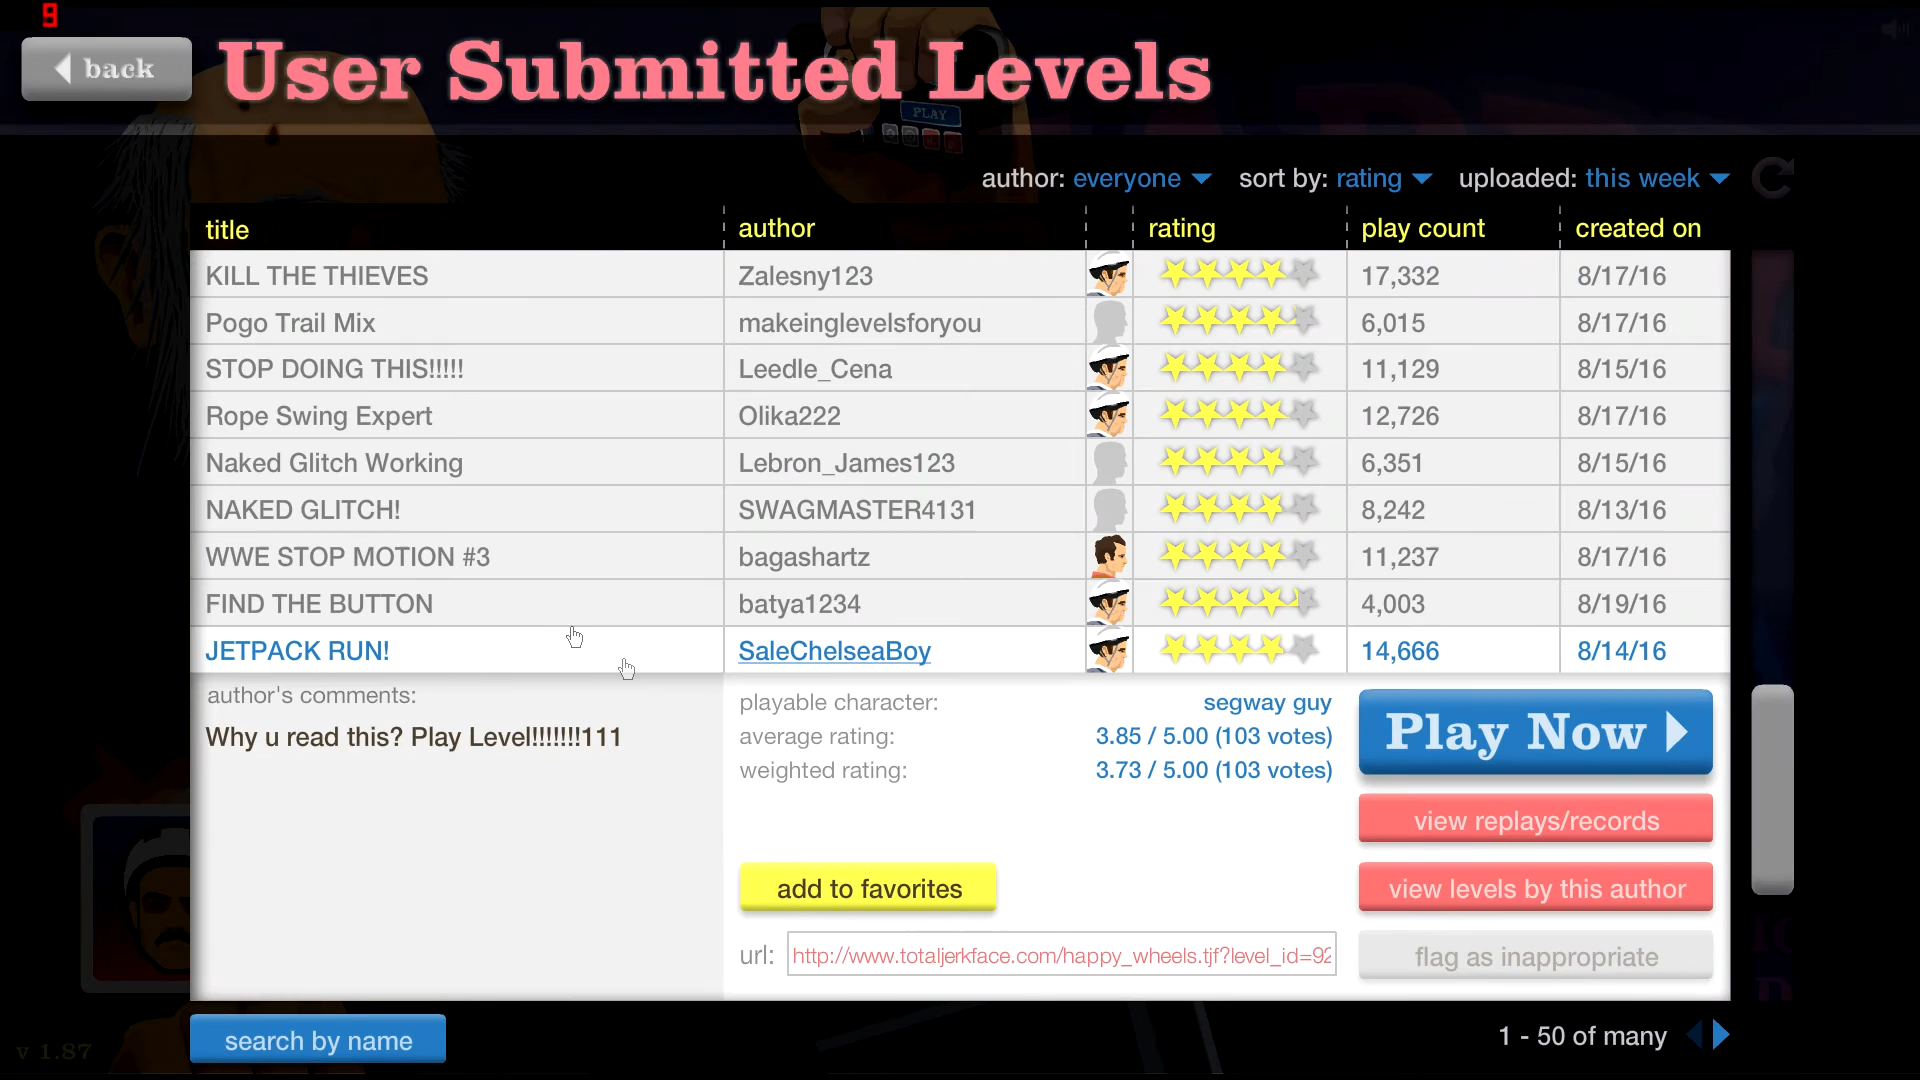 9
back
User Submitted Levels
PLAY
author: everyone sort by: rating uploaded: this week
title author rating play count created on
KILL THE THIEVES Zalesny123 17,332 8/17/16
Pogo Trail Mix makeinglevelsforyou 6,015 8/17/16
STOP DOING THIS!!!!! Leedle_Cena 11,129 8/15/16
Rope Swing Expert Olika222 12,726 8/17/16
Naked Glitch Working Lebron_James123 6,351 8/15/16
NAKED GLITCH! SWAGMASTER4131 8,242 8/13/16
WWE STOP MOTION #3 bagashartz 11,237 8/17/16
FIND THE BUTTON batya1234 4,003 8/19/16
JETPACK RUN! SaleChelseaBoy 14,666 8/14/16
author's comments:
Why u read this? Play Level!!!!!!!111
playable character: segway guy
average rating: 3.85 / 5.00 (103 votes)
weighted rating: 3.73 / 5.00 (103 votes)
Play Now
view replays/records
add to favorites
view levels by this author
url: http://www.totaljerkface.com/happy_wheels.tjf?level_id=92
flag as inappropriate
search by name
1 - 50 of many
v 1.87